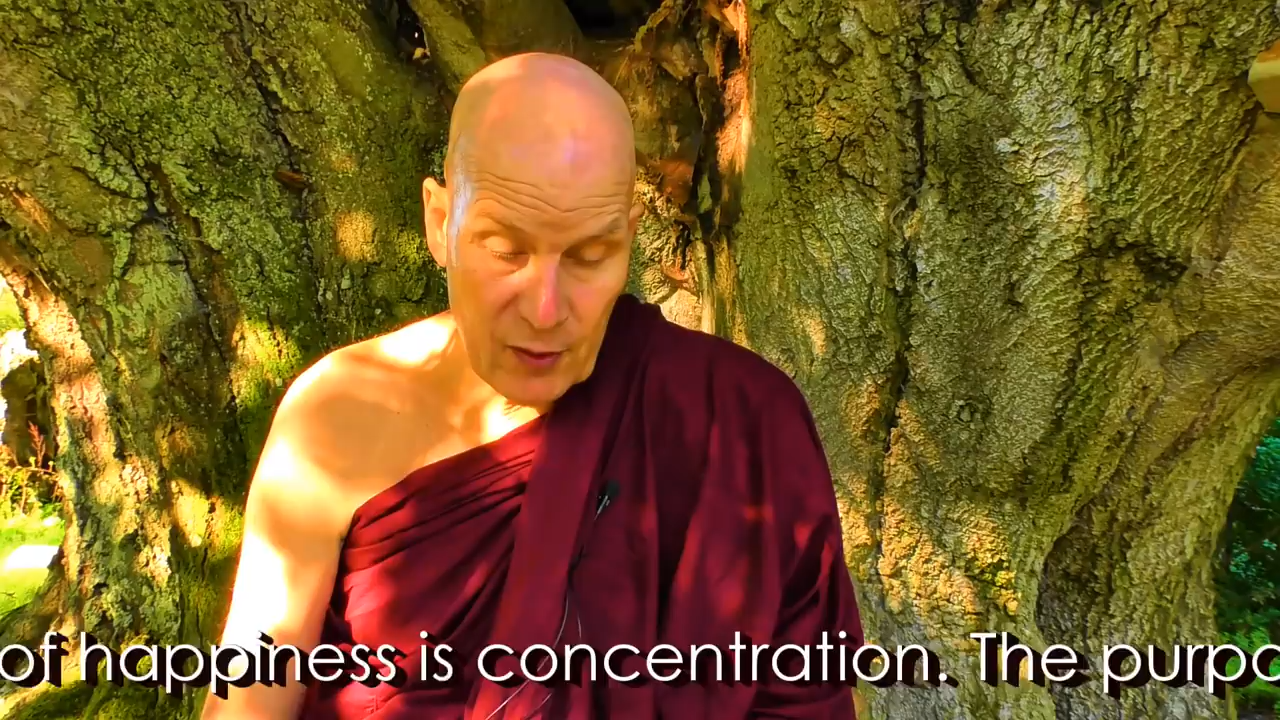 of happiness is concentration. The purpo